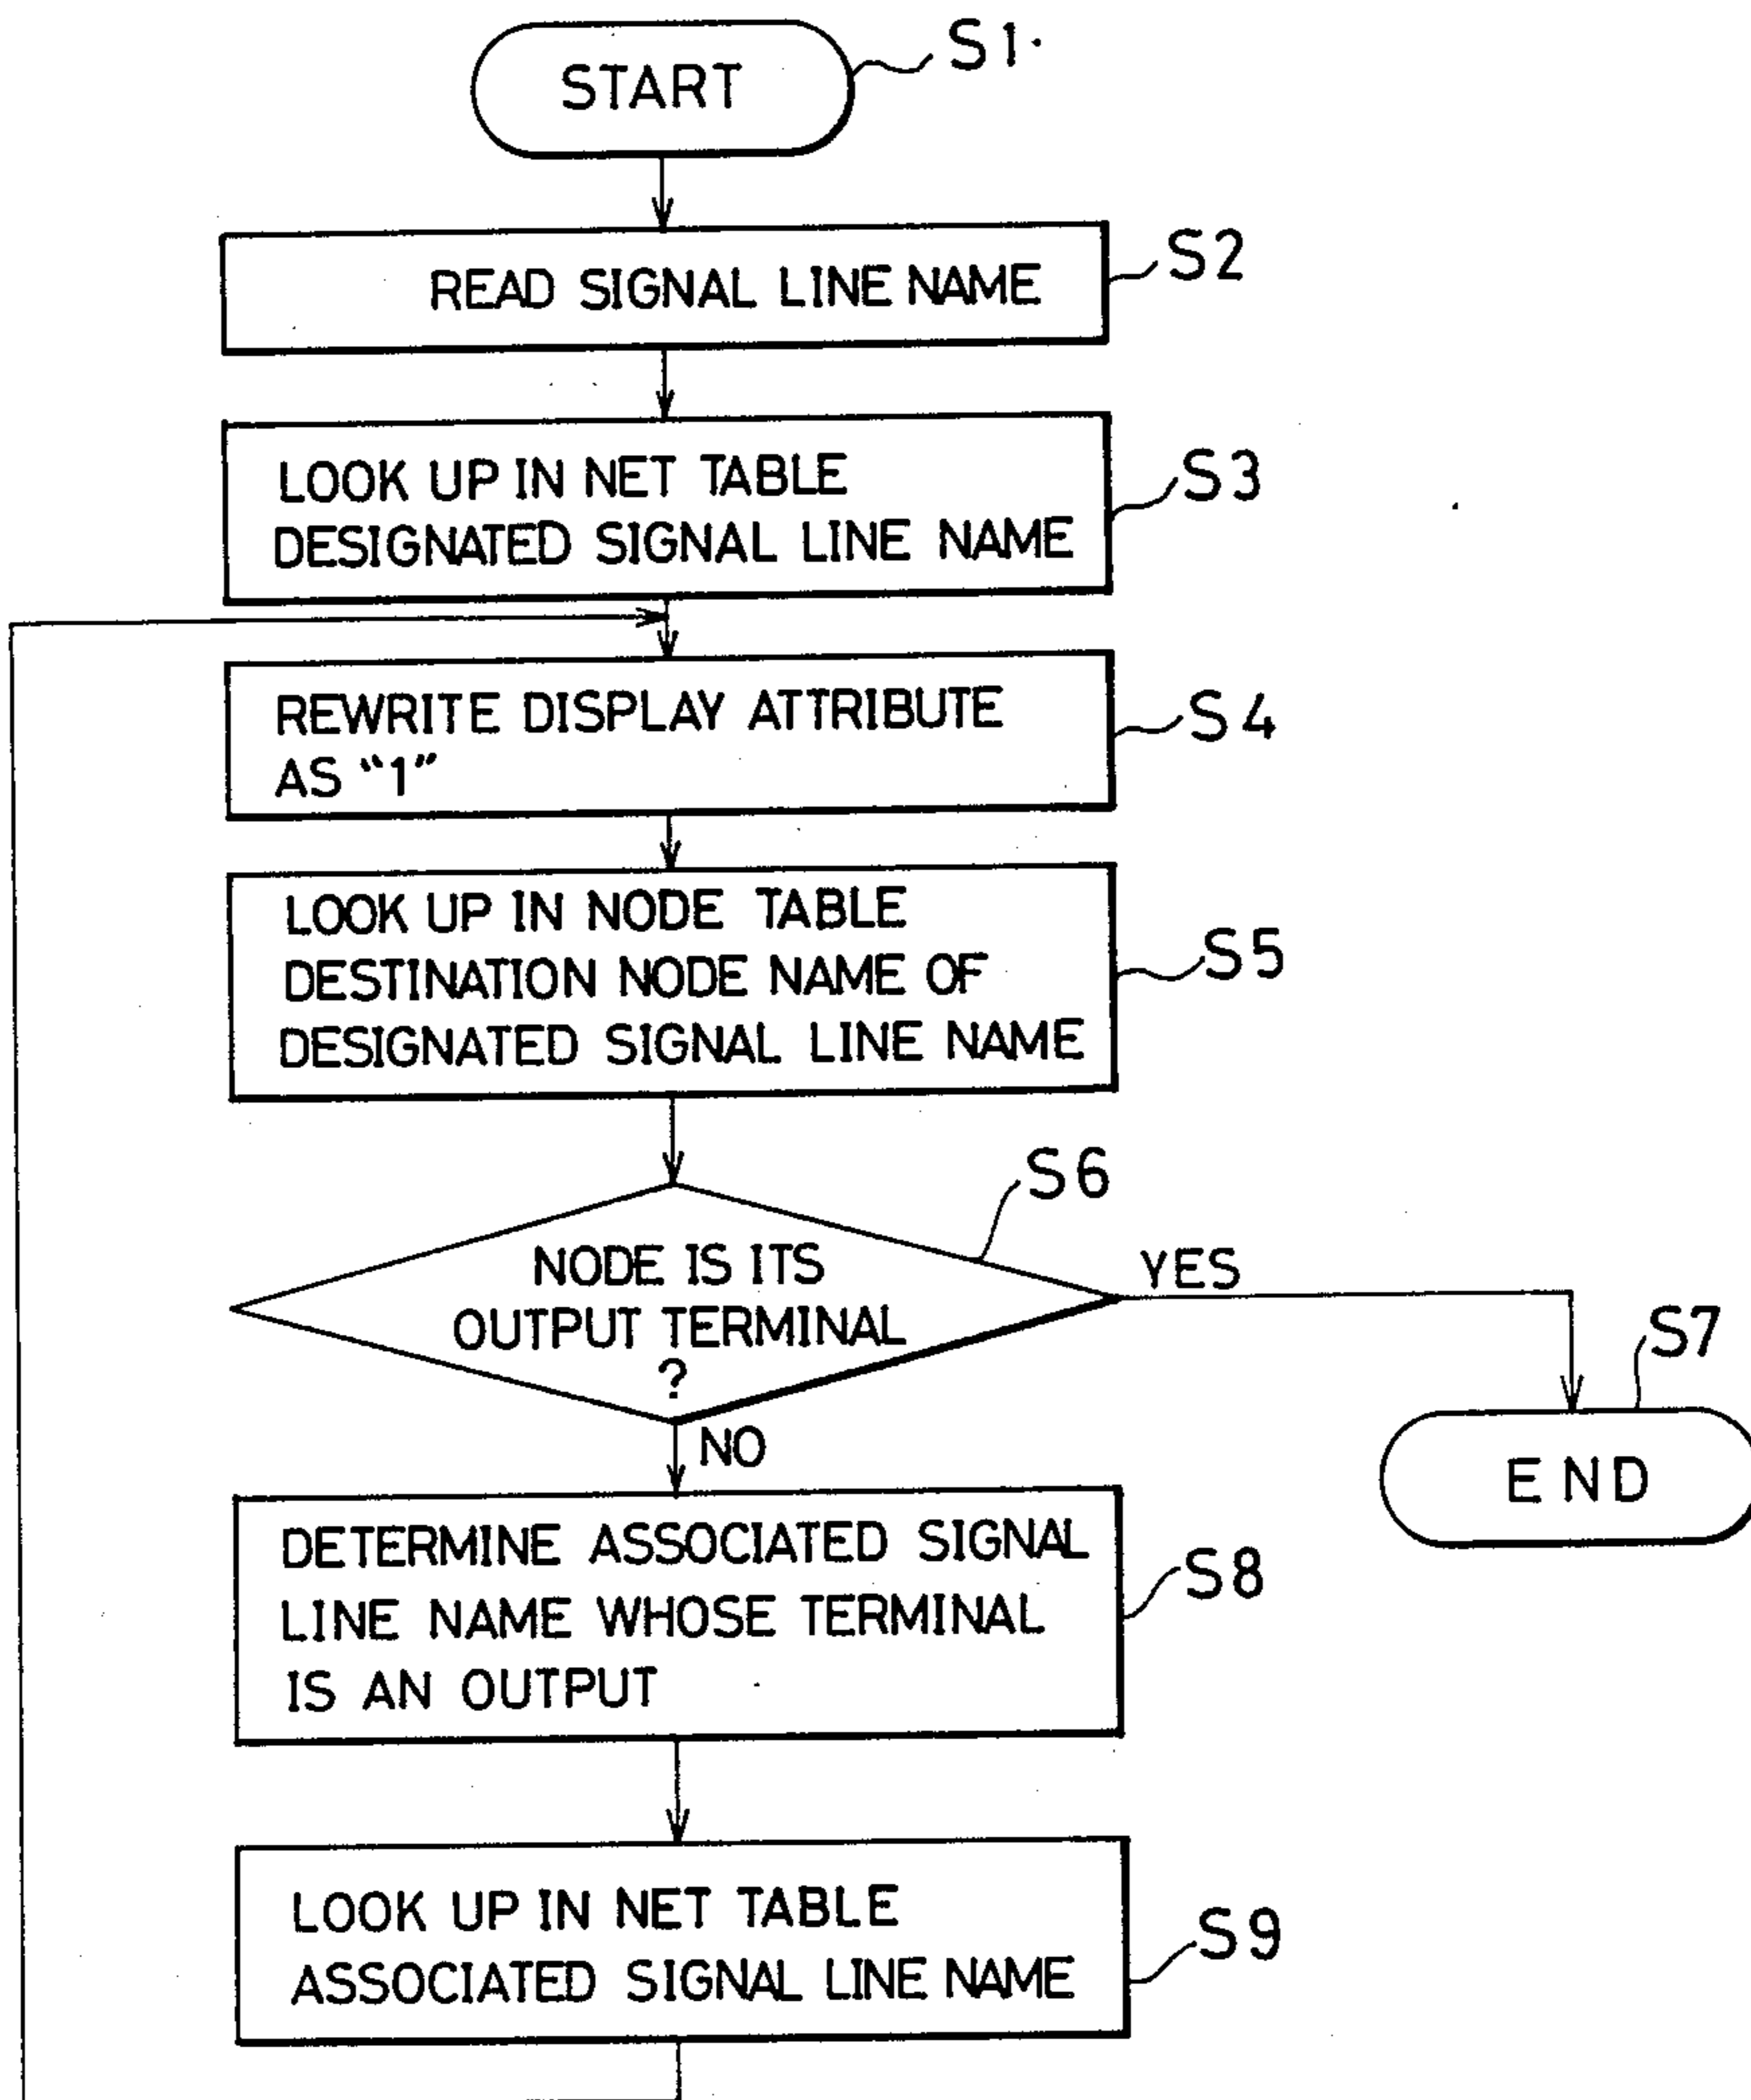 START
S1
READ SIGNAL LINE NAME
S2
LOOK UP IN NET TABLE
DESIGNATED SIGNAL LINE NAME
S3
REWRITE DISPLAY ATTRIBUTE
AS "1"
S4
LOOK UP IN NODE TABLE
DESTINATION NODE NAME OF
DESIGNATED SIGNAL LINE NAME
S5
S6
NODE IS ITS
OUTPUT TERMINAL
?
YES
S7
END
NO
DETERMINE ASSOCIATED SIGNAL
LINE NAME WHOSE TERMINAL
IS AN OUTPUT
S8
LOOK UP IN NET TABLE
ASSOCIATED SIGNAL LINE NAME
S9